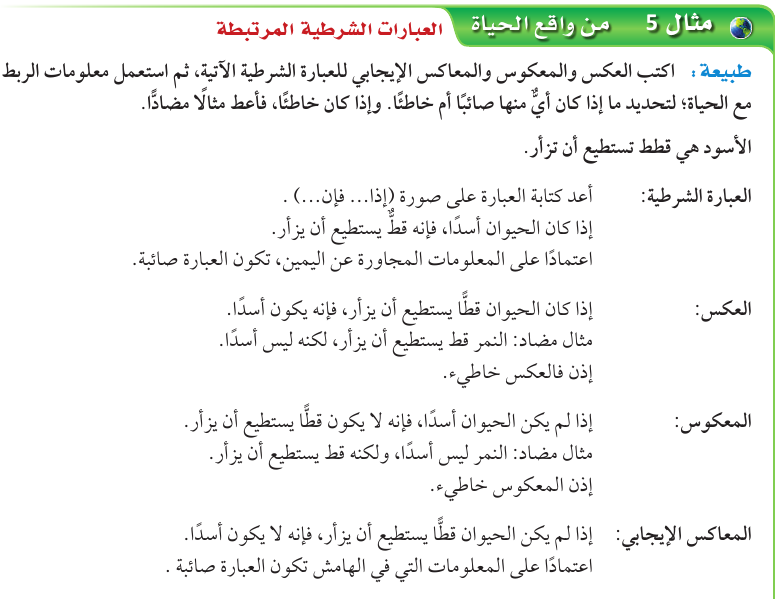 مثال 5 من واقع الحياة العبارات الشرطية المرتبطة
طبيعة: اكتب العكس والمعكوس والمعاكس الإيجابي للعبارة الشرطية الآتية، ثم استعمل معلومات الربط
مع الحياة؛ لتحديد ما إذا كان أيٌّ منها صائبًا أم خاطئًا. وإذا كان خاطئًا، فأعط مثالًا مضادًّا.
الأسود هي قطط تستطيع أن تزأر.
العبارة الشرطية: أعد كتابة العبارة على صورة (إذا... فإن...) .
إذا كان الحيوان أسدًا، فإنه قطٌّ يستطيع أن يزأر.
اعتمادًا على المعلومات المجاورة عن اليمين، تكون العبارة صائبة.
العكس: إذا كان الحيوان قطًّا يستطيع أن يزأر، فإنه يكون أسدًا.
مثال مضاد: النمر قط يستطيع أن يزأر، لكنه ليس أسدًا.
إذن فالعكس خاطيء.
المعكوس: إذا لم يكن الحيوان أسدًا، فإنه لا يكون قطًّا يستطيع أن يزأر.
مثال مضاد: النمر ليس أسدًا، ولكنه قط يستطيع أن يزأر.
إذن المعكوس خاطيء.
المعاكس الإيجابي: إذا لم يكن الحيوان قطًّا يستطيع أن يزأر، فإنه لا يكون أسدًا.
اعتمادًا على المعلومات التي في الهامش تكون العبارة صائبة .